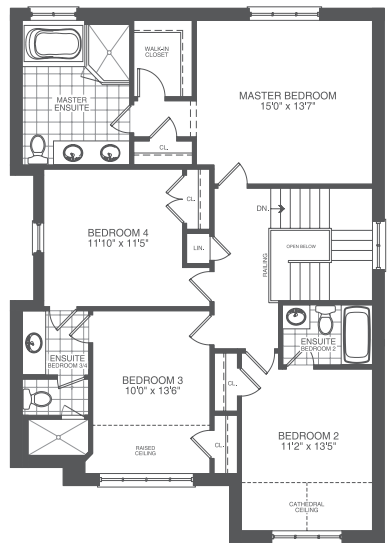 WALK-IN
CLOSET
MASTER
ENSUITE
MASTER BEDROOM
15'0" x 13'7"
CL.
BEDROOM 4
11'10" x 11'5"
CL.
LIN.
DN.
OPEN BELOW
RAILING
ENSUITE
BEDROOM 3/4
ENSUITE
BEDROOM 2
BEDROOM 3
10'0" x 13'6"
CL.
RAISED
CEILING
CL.
BEDROOM 2
11'2" x 13'5"
CATHEDRAL
CEILING